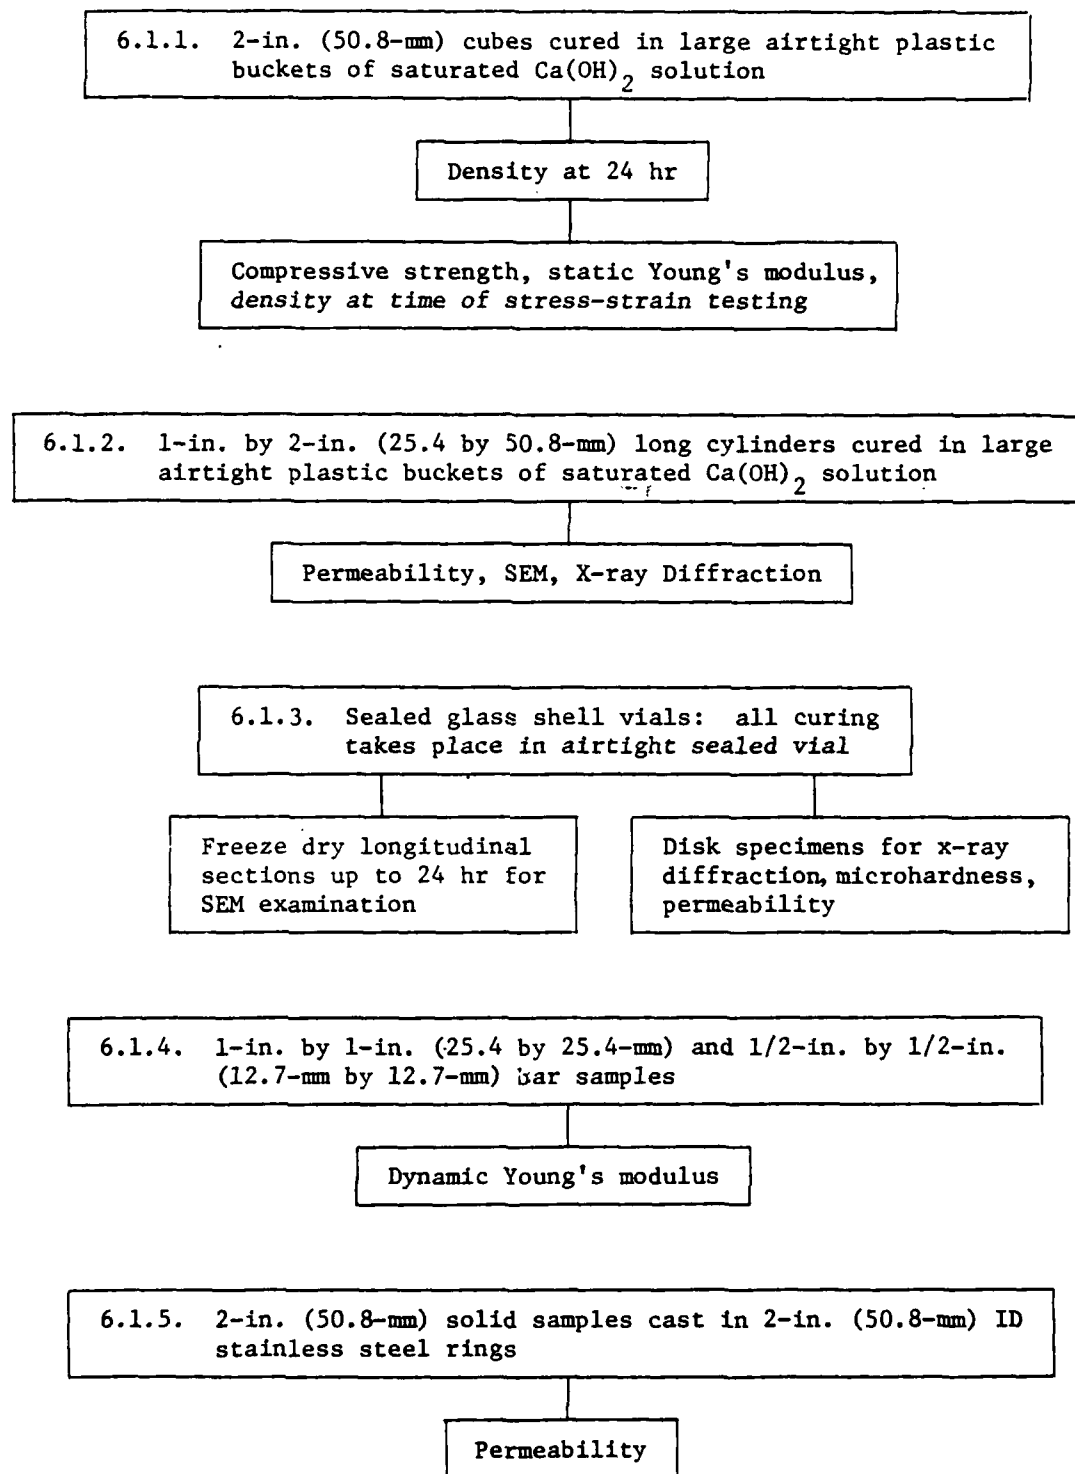 6.1.1. 2-in. (50.8-mm) cubes cured in large airtight plastic
buckets of saturated Ca(OH)2 solution
Density at 24 hr
Compressive strength, static Young's modulus,
density at time of stress-strain testing
6.1.2. 1-in. by 2-in. (25.4 by 50.8-mm) long cylinders cured in large
airtight plastic buckets of saturated Ca(OH)2 solution
Permeability, SEM, X-ray Diffraction
6.1.3. Sealed glass shell vials: all curing
takes place in airtight sealed vial
Freeze dry longitudinal
sections up to 24 hr for
SEM examination
Disk specimens for x-ray
diffraction, microhardness,
permeability
6.1.4. 1-in. by 1-in. (25.4 by 25.4-mm) and 1/2-in. by 1/2-in.
(12.7-mm by 12.7-mm) bar samples
Dynamic Young's modulus
6.1.5. 2-in. (50.8-mm) solid samples cast in 2-in. (50.8-mm) ID
stainless steel rings
Permeability